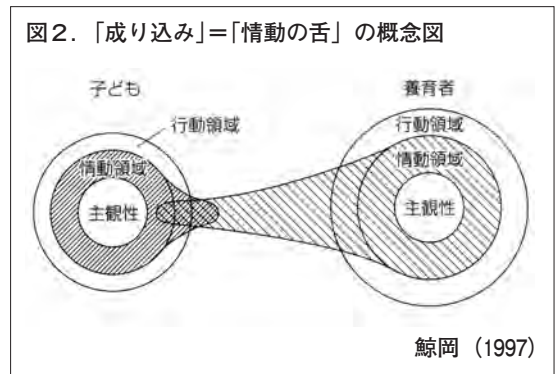 図2．「成り込み」＝「情動の舌」の概念図
子ども
養育者
行動領域
行動領域
情動領域
情動領域
主観性
主観性
鯨岡（1997）